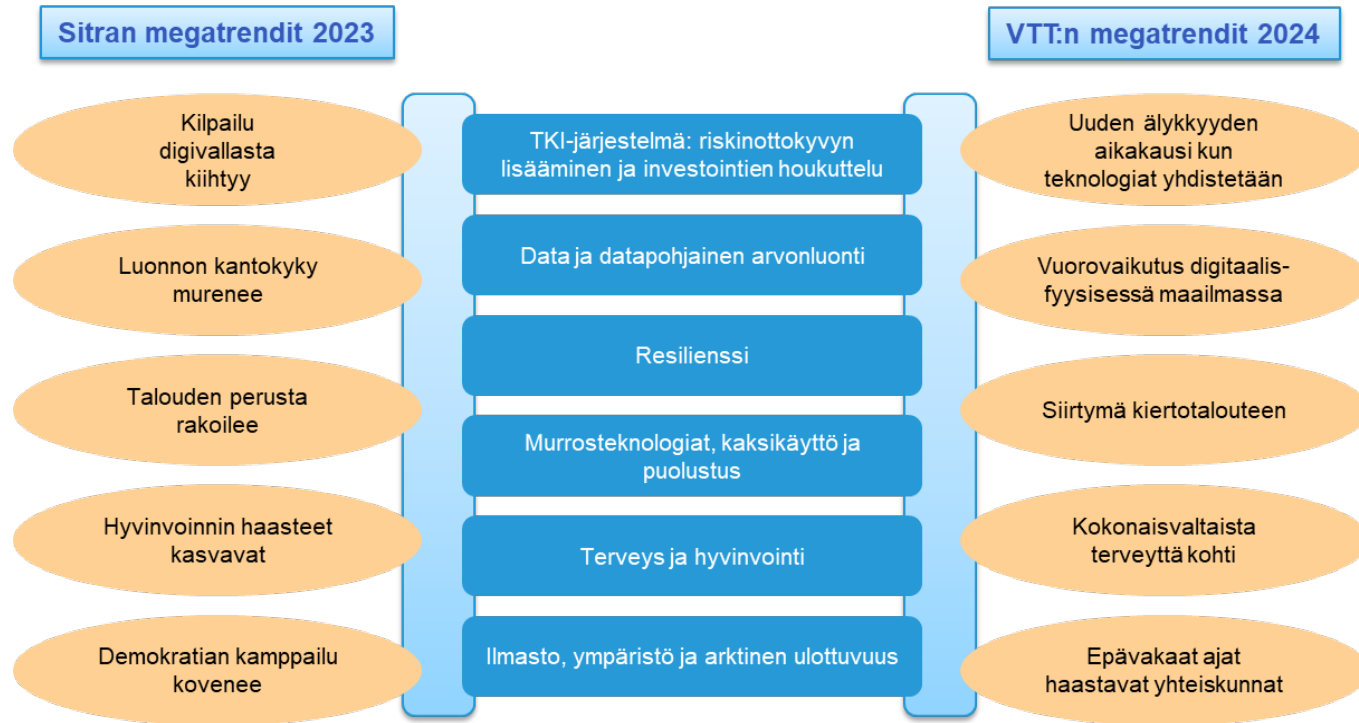 Sitran megatrendit 2023
Kilpailu
digivallasta
kiihtyy
Luonnon kantokyky
murenee
Talouden perusta
rakoilee
Hyvinvoinnin haasteet
kasvavat
Demokratian kamppailu
kovenee
TKI-järjestelmä: riskinottokyvyn
lisääminen ja investointien houkuttelu
Data ja datapohjainen arvonluonti
Resilienssi
Murrosteknologiat, kaksikäyttö ja
puolustus
Terveys ja hyvinvointi
Ilmasto, ympäristö ja arktinen ulottuvuus
VTT:n megatrendit 2024
Uuden älykkyyden
aikakausi kun
teknologiat yhdistetään
Vuorovaikutus digitaalis-
fyysisessä maailmassa
Siirtymä kiertotalouteen
Kokonaisvaltaista
terveyttä kohti
Epävakaat ajat
haastavat yhteiskunnat